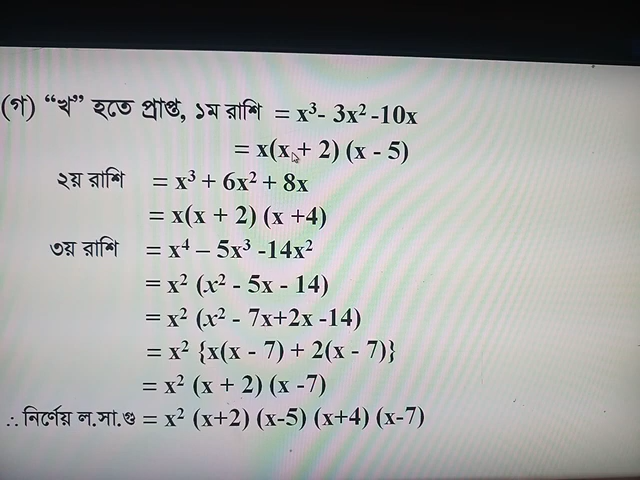 (গ) “খ” হতে প্রাপ্ত, ১ম রাশি = x³- 3x² -10x
= x(x + 2) (x - 5)
২য় রাশি = x³ + 6x² + 8x
= x(x + 2) (x +4)
৩য় রাশি = x⁴ – 5x³ -14x²
= x² (x² - 5x - 14)
= x² (x² - 7x+2x -14)
= x² {x(x - 7) + 2(x - 7)}
= x² (x + 2) (x -7)
∴ নির্ণেয় ল.সা.গু = x² (x+2) (x-5) (x+4) (x-7)